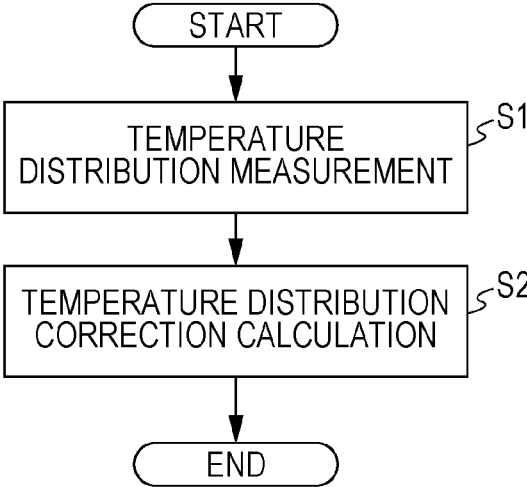 START
S1
TEMPERATURE
DISTRIBUTION MEASUREMENT
S2
TEMPERATURE DISTRIBUTION
CORRECTION CALCULATION
END